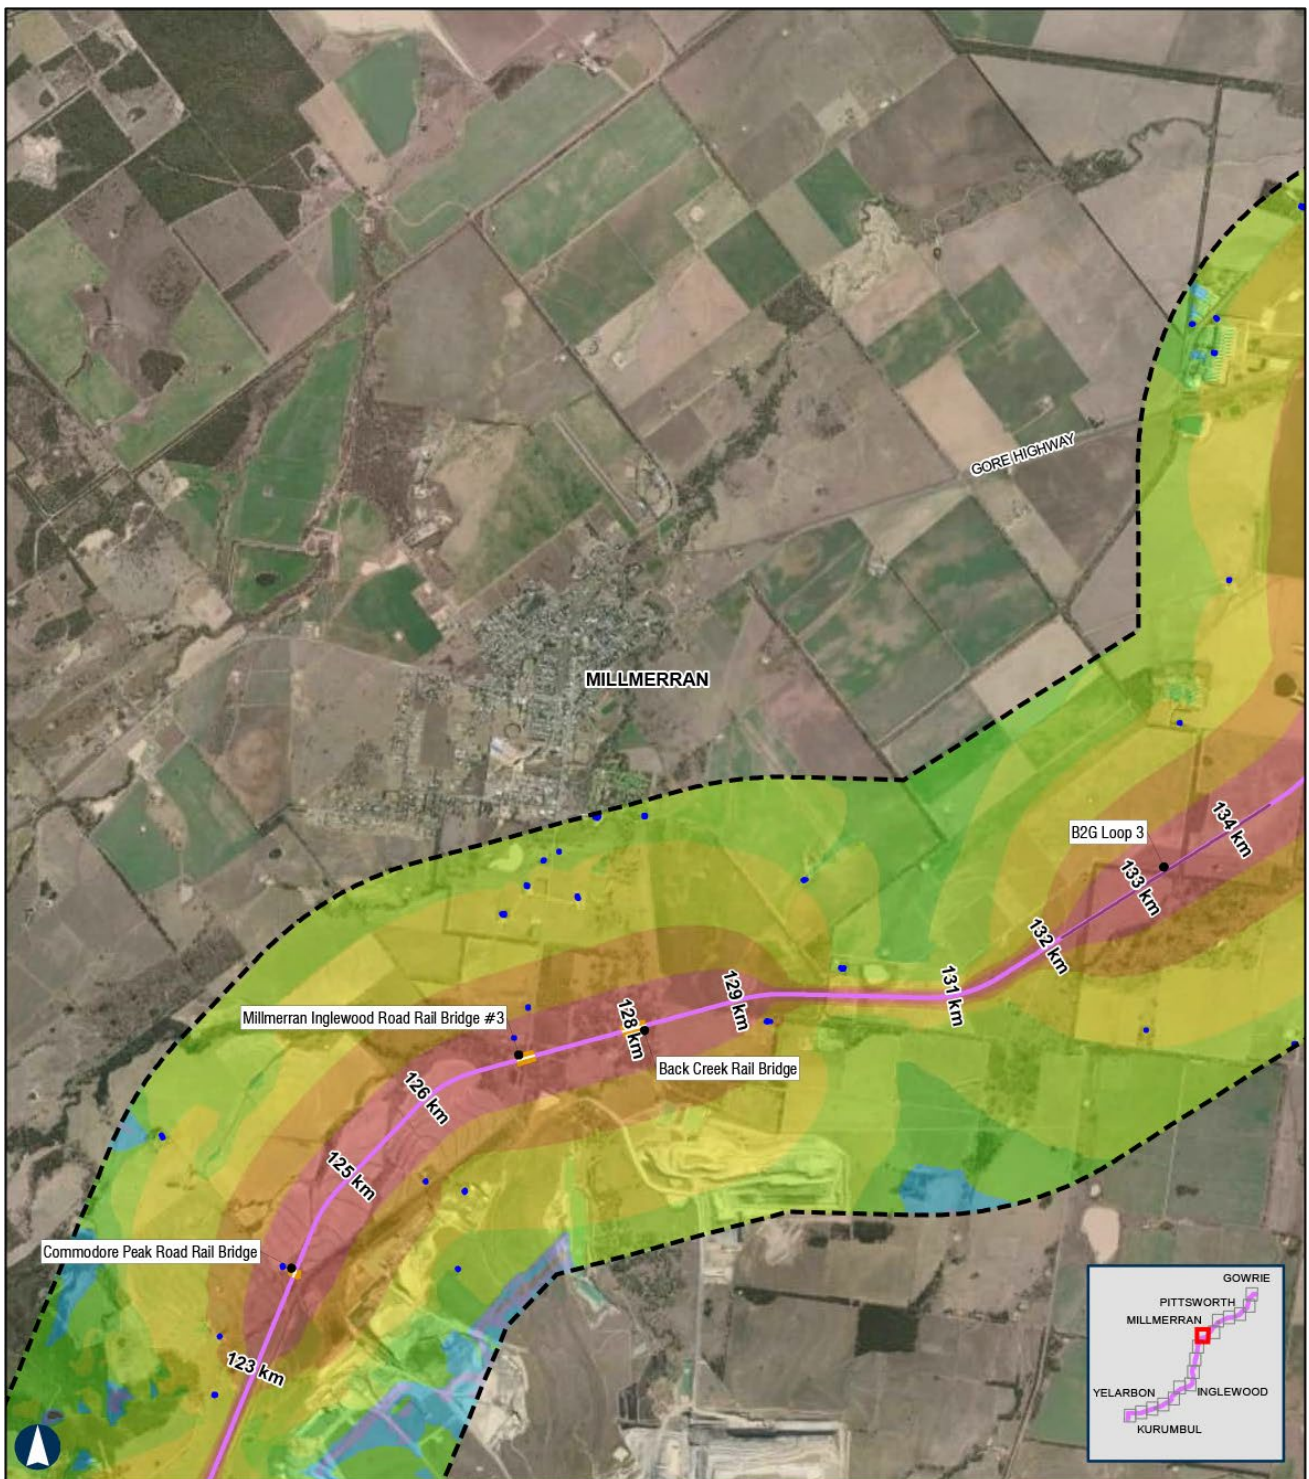 GORE HIGHWAY
MILLMERRAN
134 km
B2G Loop 3
133 km
132 km
131 km
129 km
128 km
Millmerran Inglewood Road Rail Bridge #3
Back Creek Rail Bridge
126 km
125 km
Commodore Peak Road Rail Bridge
123 km
GOWRIE
PITTSWORTH
MILLMERRAN
YELARBON
INGLEWOOD
KURUMBUL